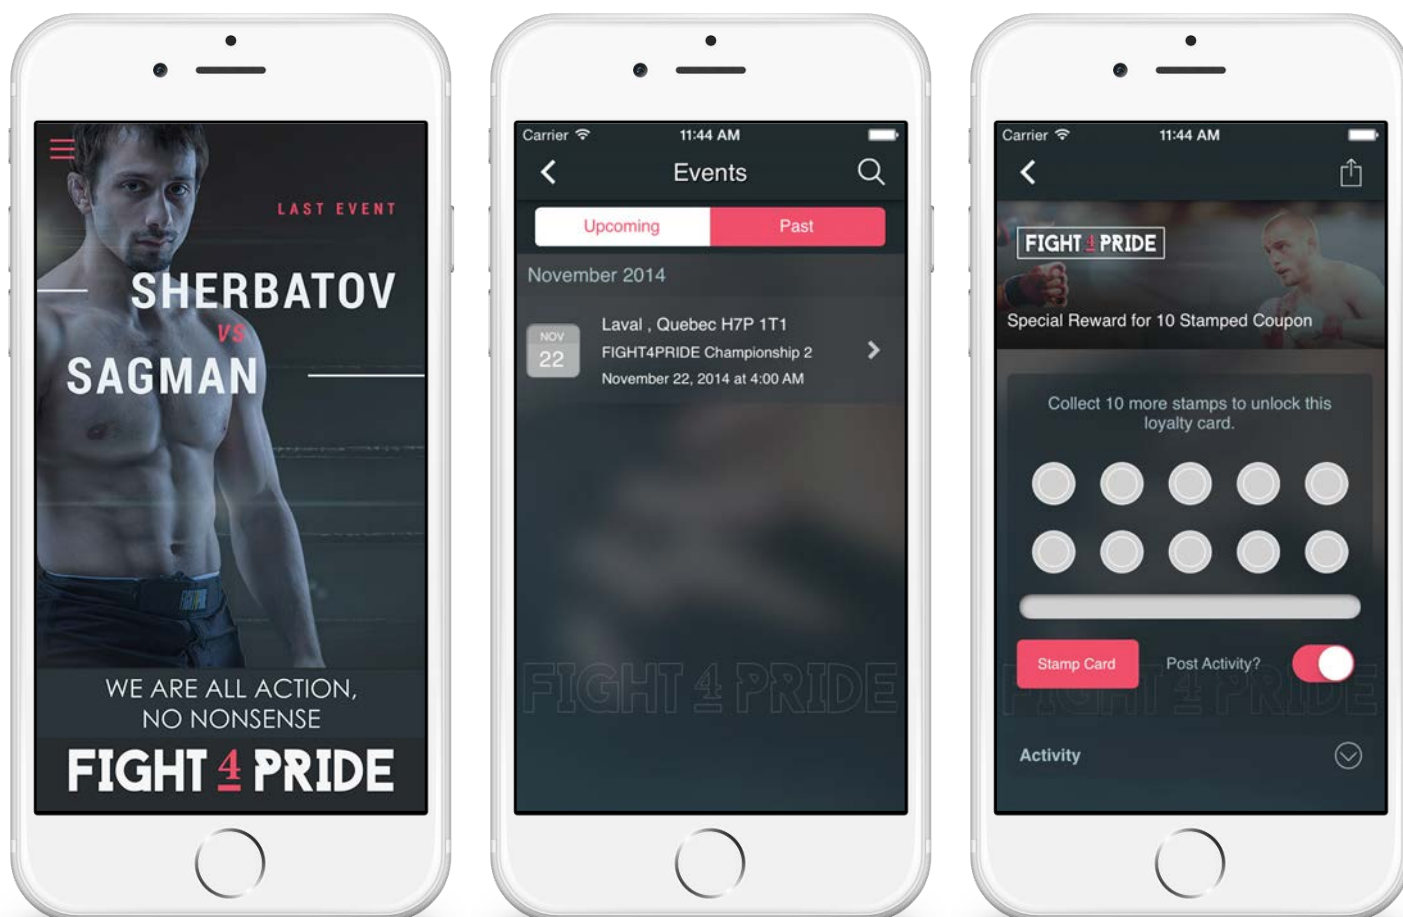 LAST EVENT
SHERBATOV
VS
SAGMAN
FIGHT4PRIDE
WE ARE ALL ACTION,
NO NONSENSE
FIGHT 4 PRIDE
Carrier 11:44 AM
Events
Upcoming Past
November 2014
NOV
22
Laval , Quebec H7P 1T1
FIGHT4PRIDE Championship 2
November 22, 2014 at 4:00 AM
FIGHT 4 PRIDE
Carrier 11:44 AM
FIGHT 4 PRIDE
Special Reward for 10 Stamped Coupon
Collect 10 more stamps to unlock this
loyalty card.
Stamp Card Post Activity?
FIGHT 4 PRIDE
Activity